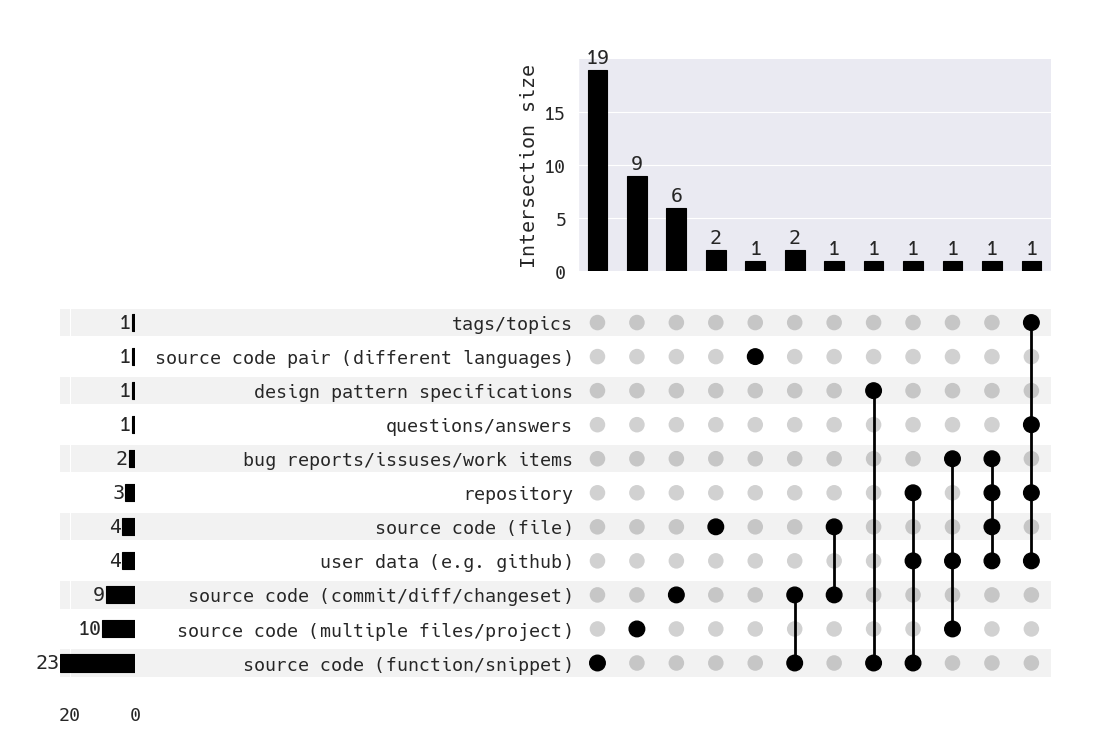 19
Intersection size
15
10
5
0
9
6
2
1
2
1
1
1
1
1
1
1 tags/topics
1 source code pair (different languages)
1 design pattern specifications
1 questions/answers
2 bug reports/issuses/work items
3 repository
4 source code (file)
4 user data (e.g. github)
9 source code (commit/diff/changeset)
10 source code (multiple files/project)
23 source code (function/snippet)
20 0